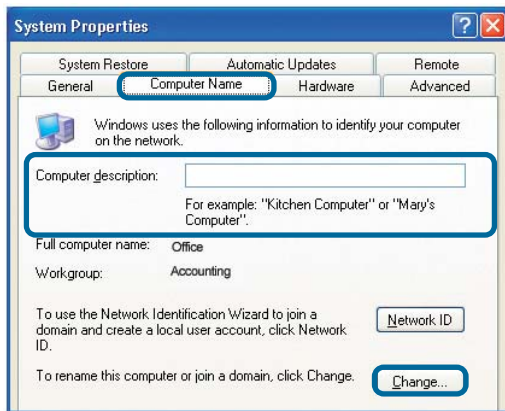 System Properties
System Restore Automatic Updates Remote
General Computer Name Hardware Advanced
Windows uses the following information to identify your computer
on the network.
Computer description:
For example: "Kitchen Computer" or "Mary's
Computer".
Full computer name: Office
Workgroup: Accounting
To use the Network Identification Wizard to join a
domain and create a local user account, click Network
ID.
Network ID
To rename this computer or join a domain, click Change.
Change...